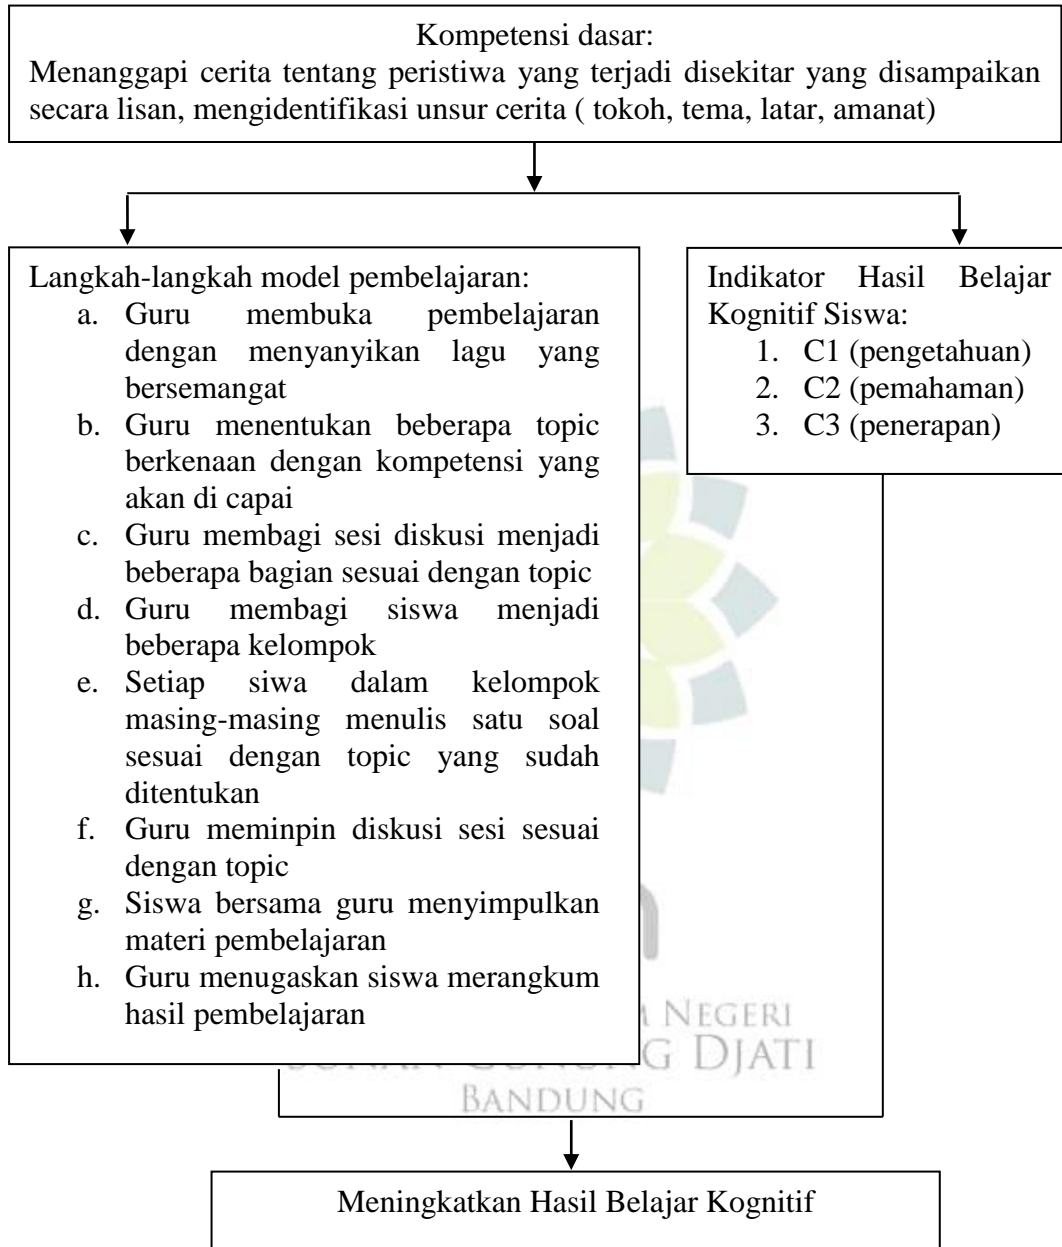 Kompetensi dasar:
Menanggapi cerita tentang peristiwa yang terjadi disekitar yang disampaikan
secara lisan, mengidentifikasi unsur cerita ( tokoh, tema, latar, amanat)
Langkah-langkah model pembelajaran:
a. Guru membuka pembelajaran
dengan menyanyikan lagu yang
bersemangat
b. Guru menentukan beberapa topic
berkenaan dengan kompetensi yang
akan di capai
c. Guru membagi sesi diskusi menjadi
beberapa bagian sesuai dengan topic
d. Guru membagi siswa menjadi
beberapa kelompok
e. Setiap siwa dalam kelompok
masing-masing menulis satu soal
sesuai dengan topic yang sudah
ditentukan
f. Guru meminpin diskusi sesi sesuai
dengan topic
g. Siswa bersama guru menyimpulkan
materi pembelajaran
h. Guru menugaskan siswa merangkum
hasil pembelajaran
Indikator Hasil Belajar
Kognitif Siswa:
1. C1 (pengetahuan)
2. C2 (pemahaman)
3. C3 (penerapan)
NEGERI
DJATI
BANDUNG
Meningkatkan Hasil Belajar Kognitif